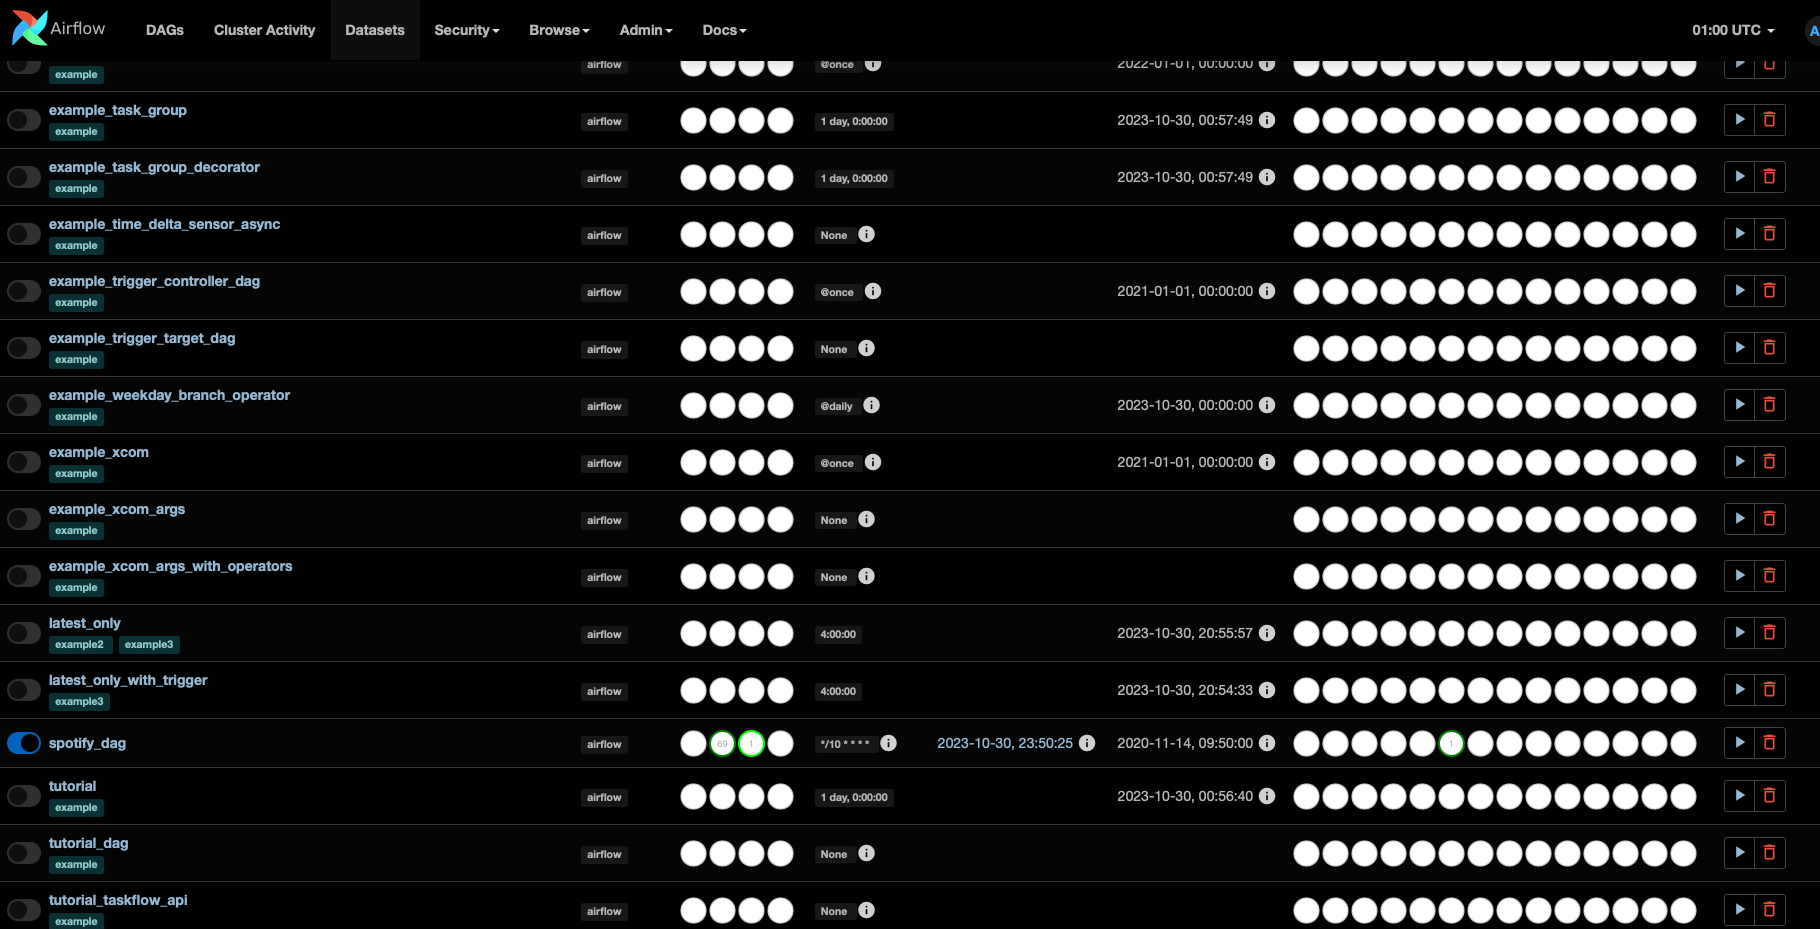 Airflow DAGs Cluster Activity Datasets Security Browse Admin Docs 01:00 UTC A
example airflow @once 2022-01-01, 00:00:00
example_task_group
example airflow 1 day, 0:00:00 2023-10-30, 00:57:49
example_task_group_decorator
example airflow 1 day, 0:00:00 2023-10-30, 00:57:49
example_time_delta_sensor_async
example airflow None
example_trigger_controller_dag
example airflow @once 2021-01-01, 00:00:00
example_trigger_target_dag
example airflow None
example_weekday_branch_operator
example airflow @daily 2023-10-30, 00:00:00
example_xcom
example airflow @once 2021-01-01, 00:00:00
example_xcom_args
example airflow None
example_xcom_args_with_operators
example airflow None
latest_only
example2 example3 airflow 4:00:00 2023-10-30, 20:55:57
latest_only_with_trigger
example3 airflow 4:00:00 2023-10-30, 20:54:33
spotify_dag airflow 69 1 */10 * * * * 2023-10-30, 23:50:25 2020-11-14, 09:50:00 1
tutorial
example airflow 1 day, 0:00:00 2023-10-30, 00:56:40
tutorial_dag
example airflow None
tutorial_taskflow_api
example airflow None